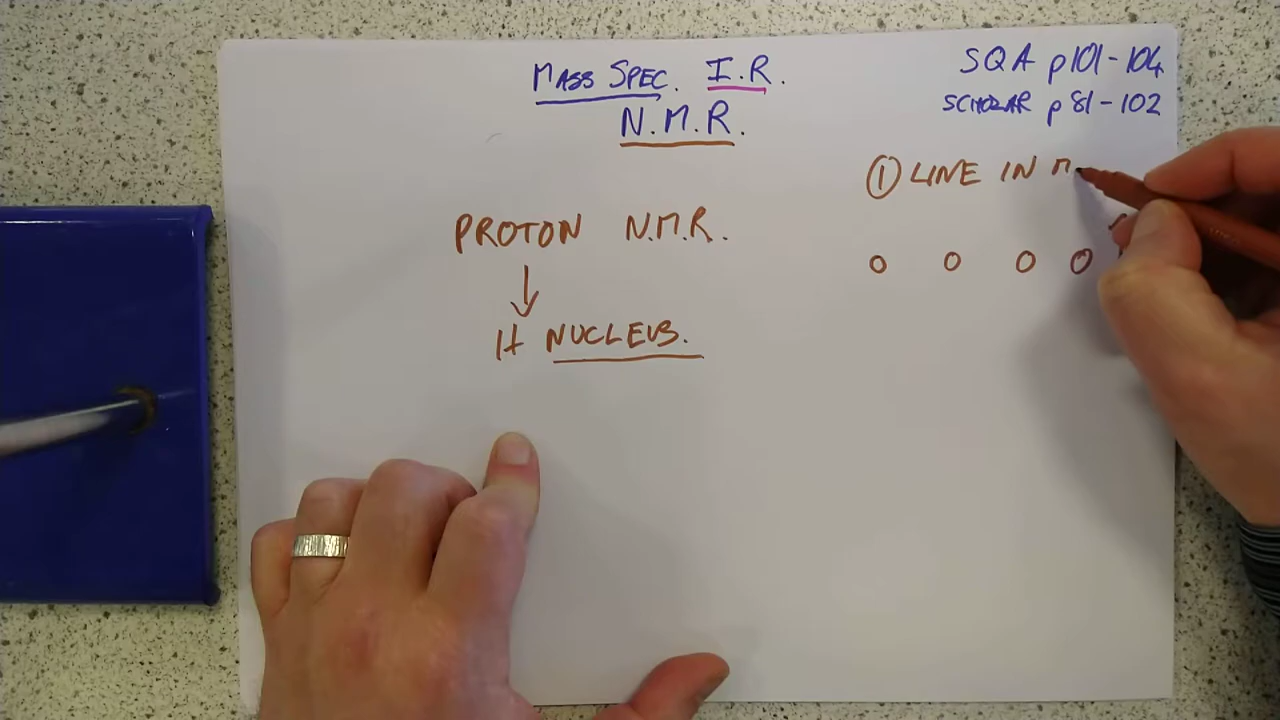 MASS SPEC. I.R.
N.M.R.
SQA p101-104
SCHOLAR p 81-102
① LINE IN
PROTON N.M.R.
↓
H NUCLEUS.
O O O O